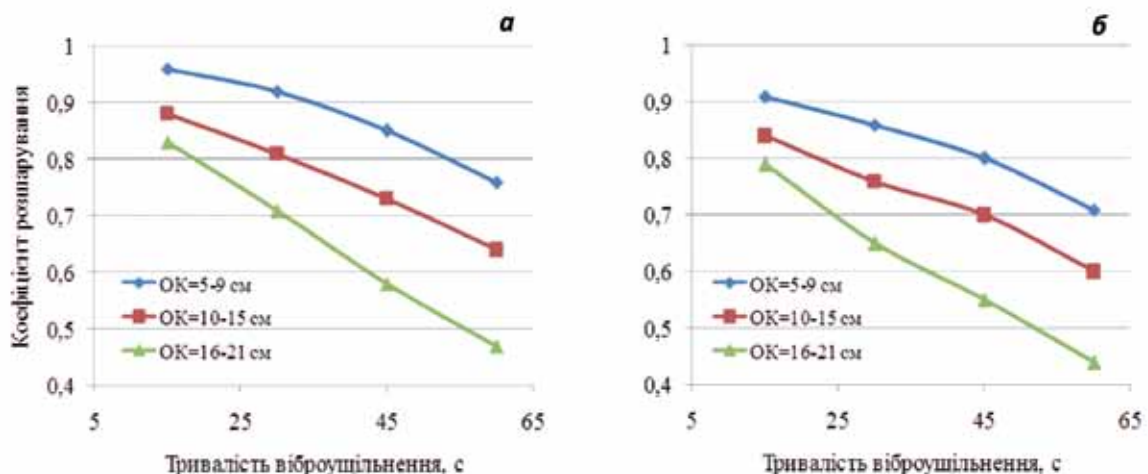 а
1
0,9
0,8
0,7
0,6
0,5
0,4
Коефіцієнт розшарування
ОК=5-9 см
ОК=10-15 см
ОК=16-21 см
5
25
45
65
Тривалість віброущільнення, с
б
1
0,9
0,8
0,7
0,6
0,5
0,4
ОК=5-9 см
ОК=10-15 см
ОК=16-21 см
5
25
45
65
Тривалість віброущільнення, с